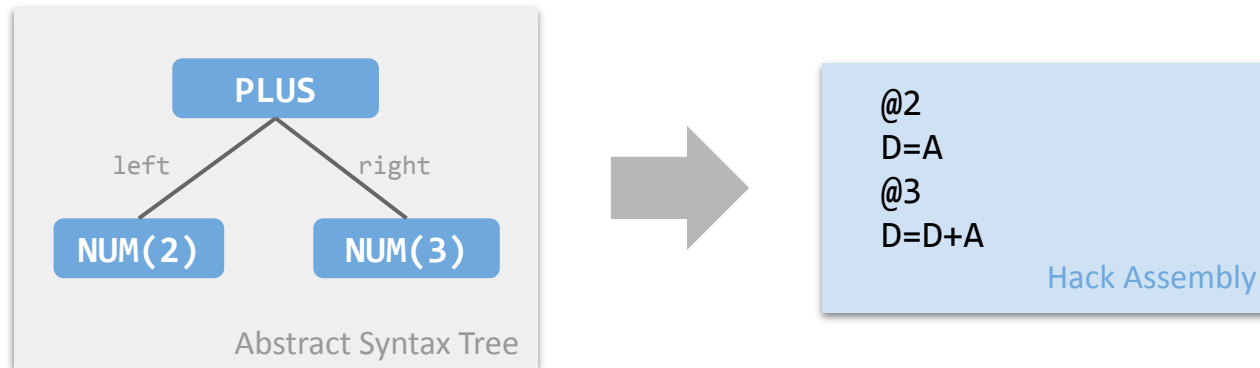 PLUS
left
right
NUM(2)
NUM(3)
Abstract Syntax Tree
@2
D=A
@3
D=D+A
Hack Assembly